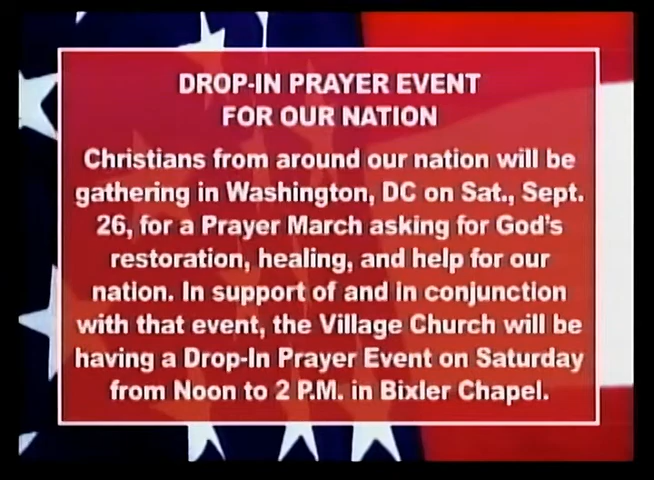 DROP-IN PRAYER EVENT
FOR OUR NATION
Christians from around our nation will be
gathering in Washington, DC on Sat., Sept.
26, for a Prayer March asking for God's
restoration, healing, and help for our
nation. In support of and in conjunction
with that event, the Village Church will be
having a Drop-In Prayer Event on Saturday
from Noon to 2 P.M. in Bixler Chapel.